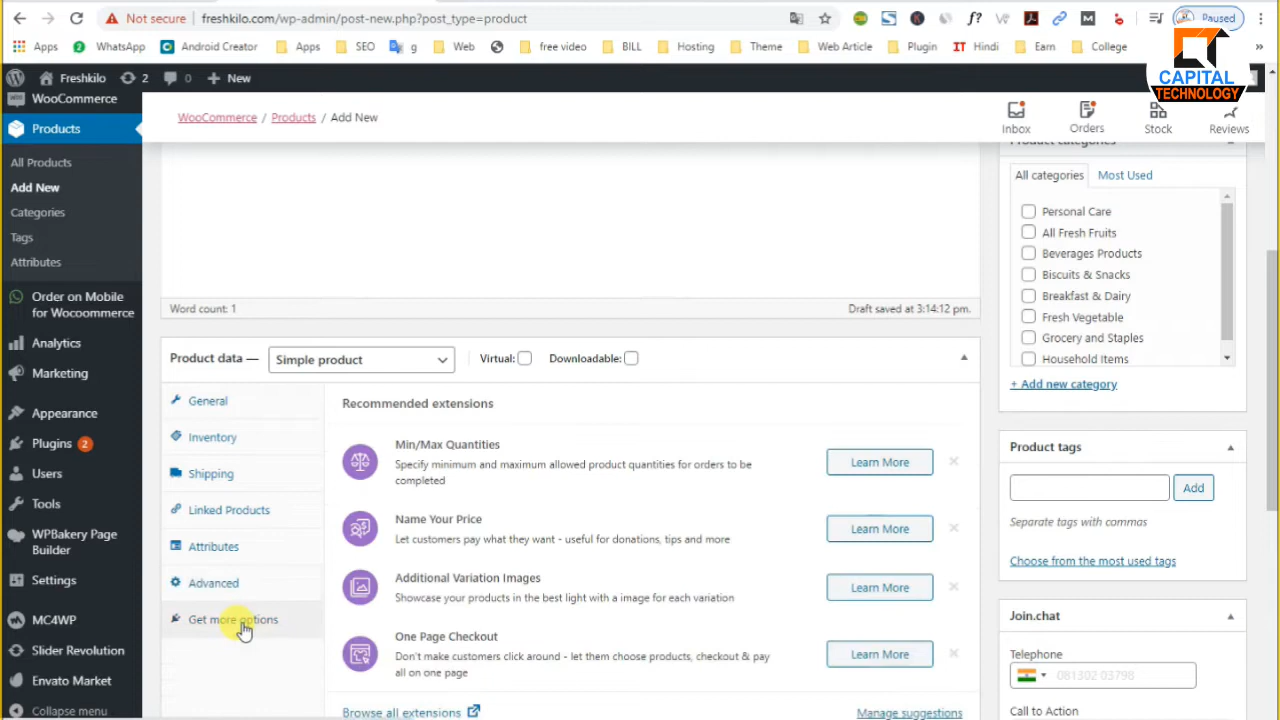 Not secure
freshkilo.com/wp-admin/post-new.php?post_type=product
Paused
Apps
WhatsApp
Android Creator
Apps
SEO
g
Web
free video
BILL
Hosting
Theme
Web Article
Plugin
IT Hindi
Earn
College
»
CAPITAL
TECHNOLOGY
Freshkilo
2
0
New
WooCommerce
Products
All Products
Add New
Categories
Tags
Attributes
Order on Mobile
for Wocoommerce
Analytics
Marketing
Appearance
Plugins 2
Users
Tools
WPBakery Page
Builder
Settings
MC4WP
Slider Revolution
Envato Market
Collapse menu
WooCommerce / Products / Add New
Inbox
Orders
Stock
Reviews
Word count: 1
Draft saved at 3:14:12 pm.
Product data —
Simple product
Virtual:
Downloadable:
General
Inventory
Shipping
Linked Products
Attributes
Advanced
Get more options
Recommended extensions
Min/Max Quantities
Specify minimum and maximum allowed product quantities for orders to be
completed
Learn More
Name Your Price
Let customers pay what they want - useful for donations, tips and more
Learn More
Additional Variation Images
Showcase your products in the best light with a image for each variation
Learn More
One Page Checkout
Don't make customers click around - let them choose products, checkout & pay
all on one page
Learn More
Browse all extensions
Manage suggestions
Product categories
All categories
Most Used
Personal Care
All Fresh Fruits
Beverages Products
Biscuits & Snacks
Breakfast & Dairy
Fresh Vegetable
Grocery and Staples
Household Items
+ Add new category
Product tags
Add
Separate tags with commas
Choose from the most used tags
Join.chat
Telephone
081302 03798
Call to Action